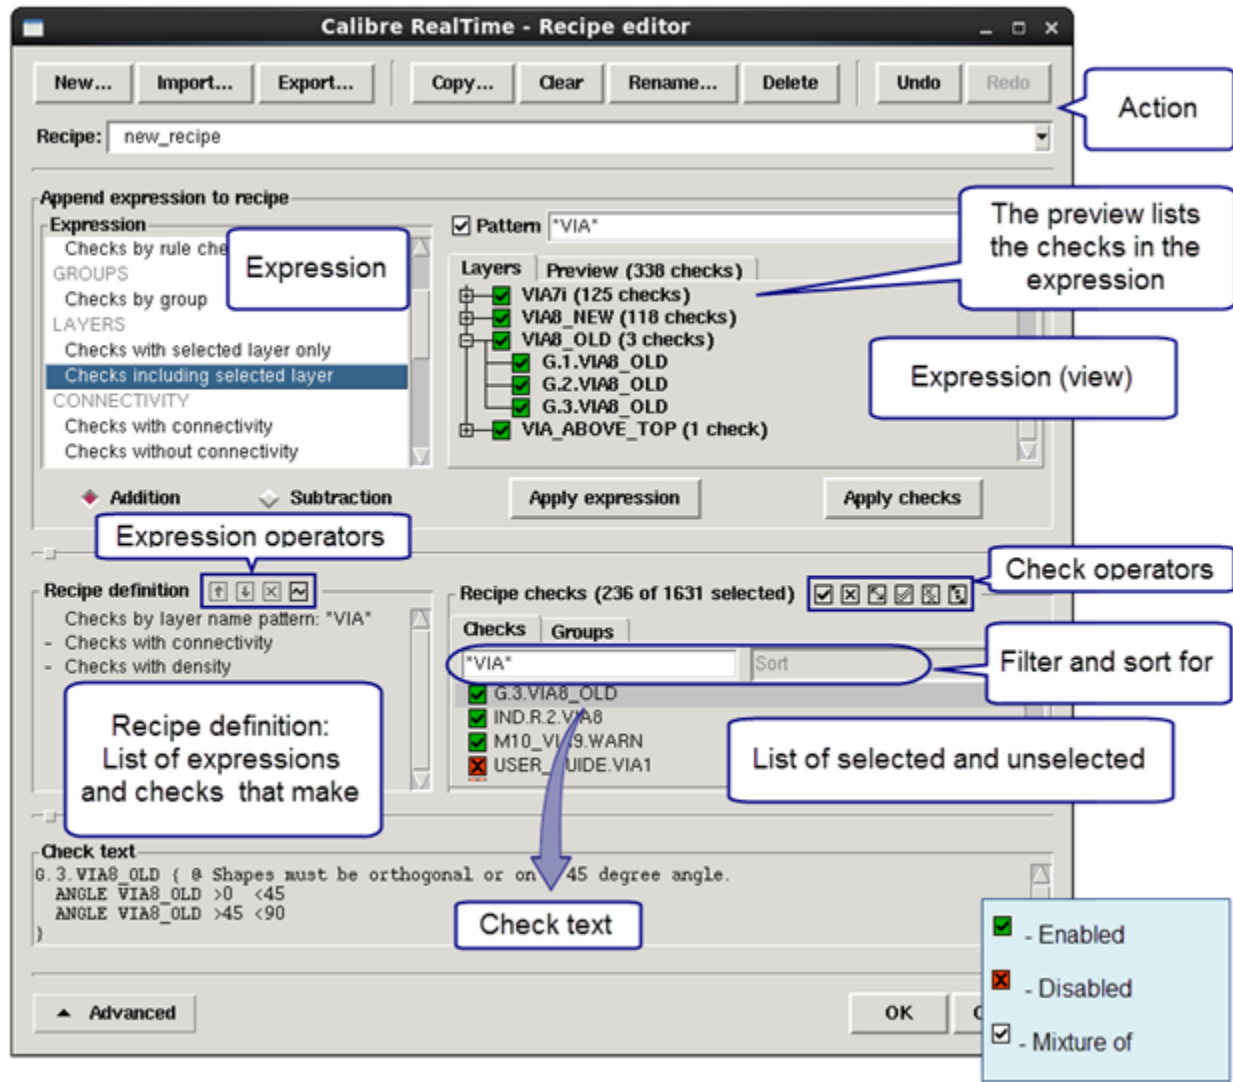 Calibre RealTime - Recipe editor
New... Import... Export... Copy... Clear Rename... Delete Undo Redo
Action
Recipe: new_recipe
Append expression to recipe
Expression
Checks by rule che
GROUPS
Checks by group
LAYERS
Checks with selected layer only
Checks including selected layer
CONNECTIVITY
Checks with connectivity
Checks without connectivity
Expression
Pattern "VIA"
Layers Preview (338 checks)
VIA7i (125 checks)
VIA8_NEW (118 checks)
VIA8_OLD (3 checks)
G.1.VIA8_OLD
G.2.VIA8_OLD
G.3.VIA8_OLD
VIA_ABOVE_TOP (1 check)
The preview lists
the checks in the
expression
Expression (view)
Addition Subtraction Apply expression Apply checks
Expression operators
Recipe definition
Checks by layer name pattern: "VIA"
- Checks with connectivity
- Checks with density
Recipe definition:
List of expressions
and checks that make
Check operators
Recipe checks (236 of 1631 selected)
Checks Groups
"VIA" Sort
Filter and sort for
G.3.VIA8_OLD
IND.R.2.VIA8
M10_VIA9.WARN
USER_GUIDE.VIA1
List of selected and unselected
Check text
G.3.VIA8_OLD { @ Shapes must be orthogonal or on 45 degree angle.
ANGLE VIA8_OLD >0 <45
ANGLE VIA8_OLD >45 <90
}
Check text
Advanced OK
- Enabled
- Disabled
- Mixture of